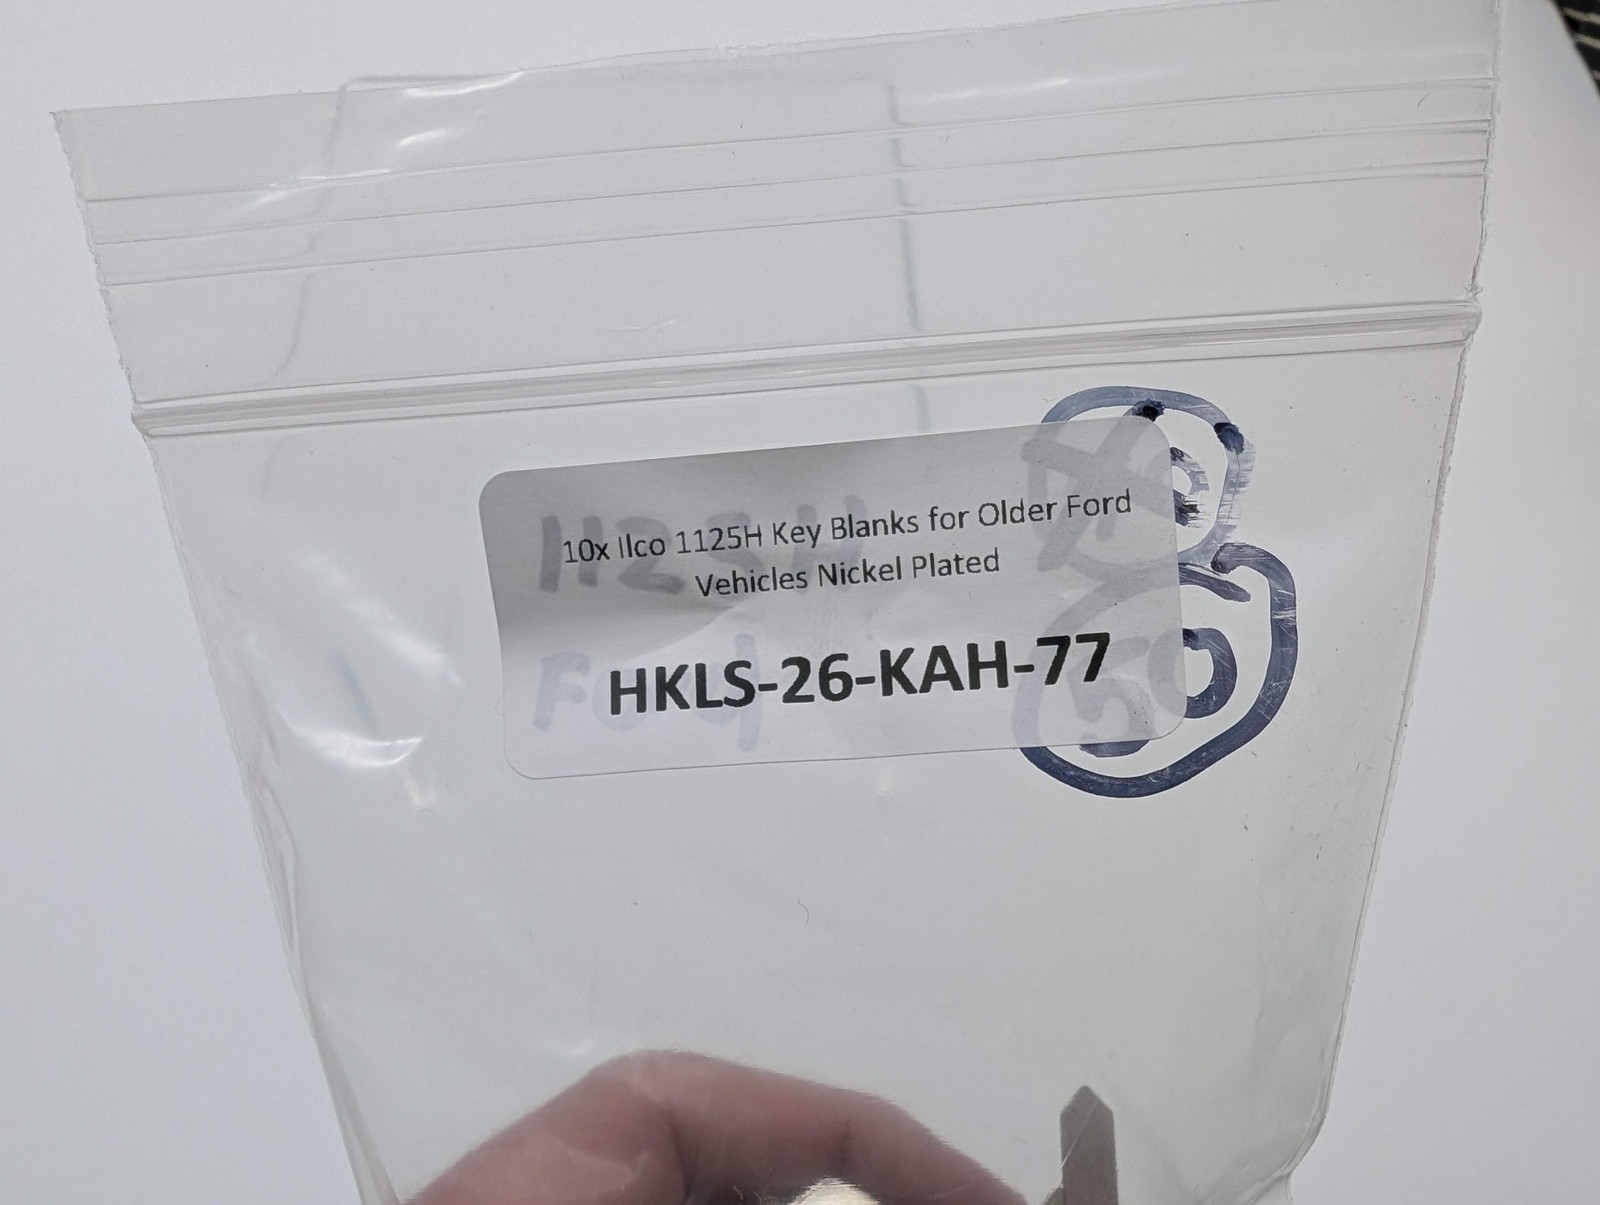 10x Ilco 1125H Key Blanks for Older Ford
Vehicles Nickel Plated
HKLS-26-KAH-77